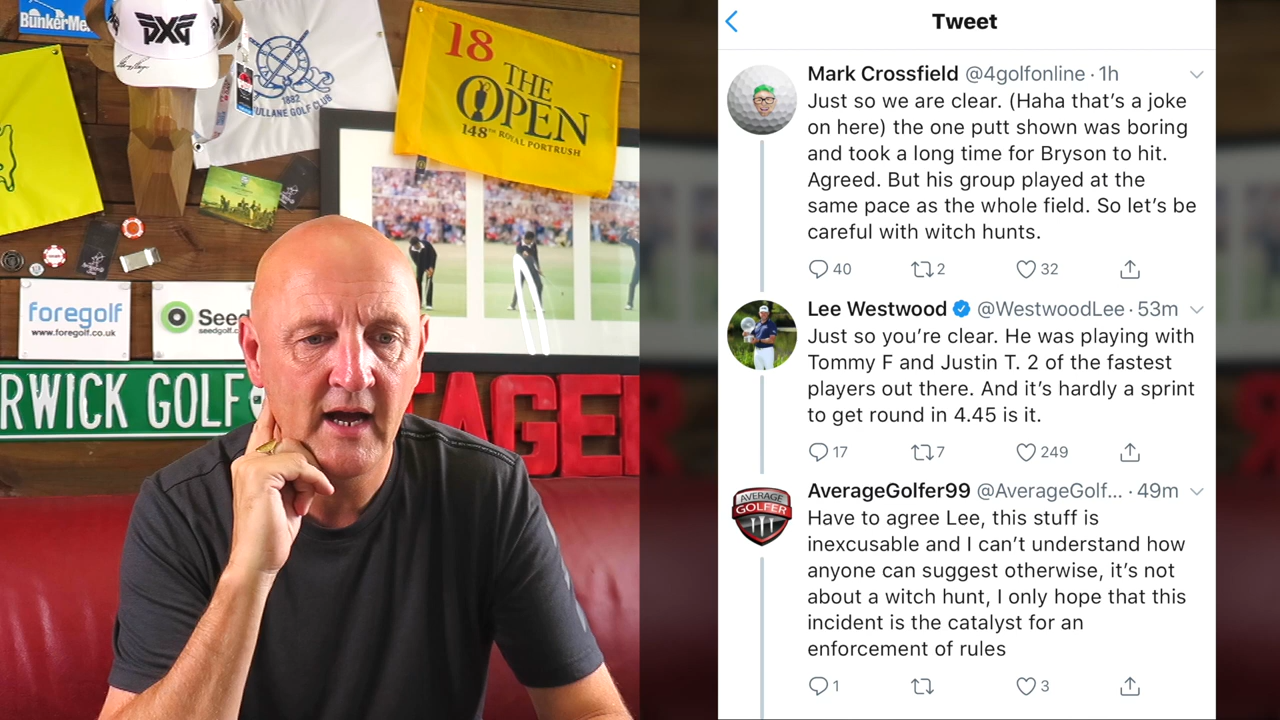 BunkerMe
PXG
18
THE
OPEN
148TH ROYAL PORTRUSH
1882
ULLANE GOLF CLUB
foregolf
www.foregolf.co.uk
Seed
seedgolf.c
RWICK GOLF
TAGER
Tweet
Mark Crossfield @4golfonline · 1h
Just so we are clear. (Haha that’s a joke
on here) the one putt shown was boring
and took a long time for Bryson to hit.
Agreed. But his group played at the
same pace as the whole field. So let’s be
careful with witch hunts.
40 2 32
Lee Westwood @WestwoodLee · 53m
Just so you’re clear. He was playing with
Tommy F and Justin T. 2 of the fastest
players out there. And it’s hardly a sprint
to get round in 4.45 is it.
17 7 249
AverageGolfer99 @AverageGolf... · 49m
AVERAGE
GOLFER
Have to agree Lee, this stuff is
inexcusable and I can’t understand how
anyone can suggest otherwise, it’s not
about a witch hunt, I only hope that this
incident is the catalyst for an
enforcement of rules
1 3